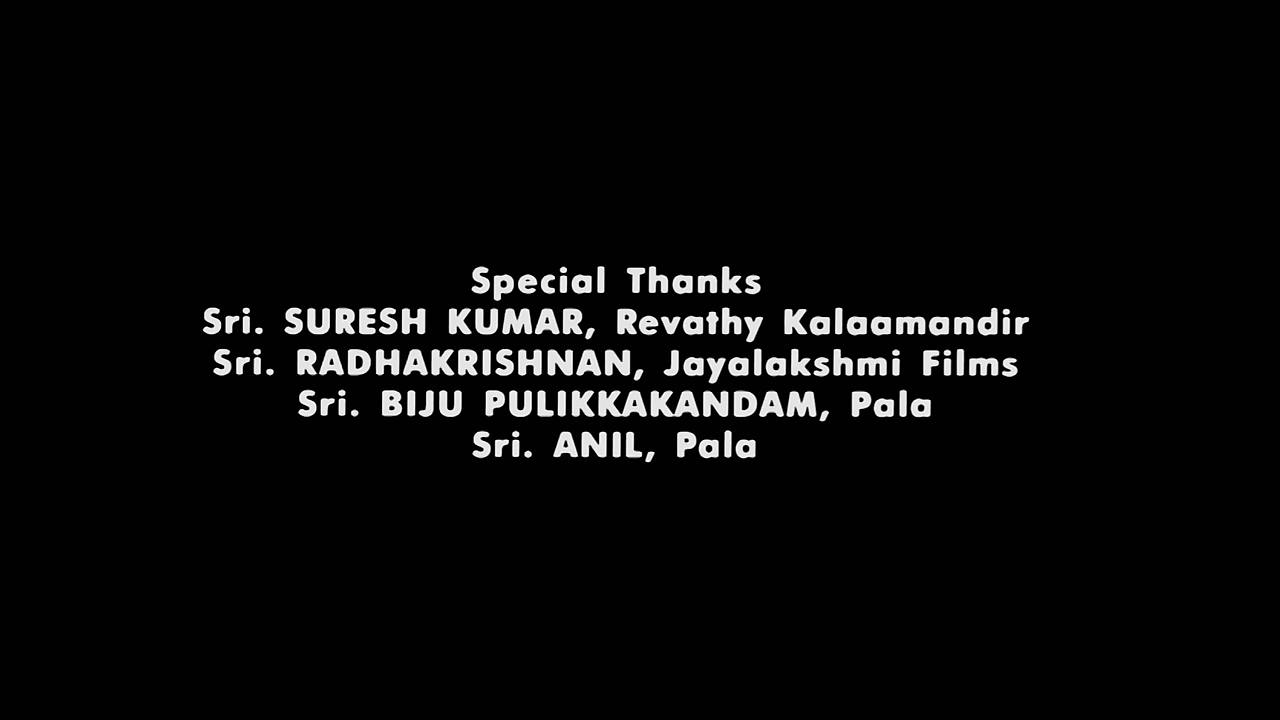 Special Thanks
Sri. SURESH KUMAR, Revathy Kalaamandir
Sri. RADHAKRISHNAN, Jayalakshmi Films
Sri. BIJU PULIKKAKANDAM, Pala
Sri. ANIL, Pala